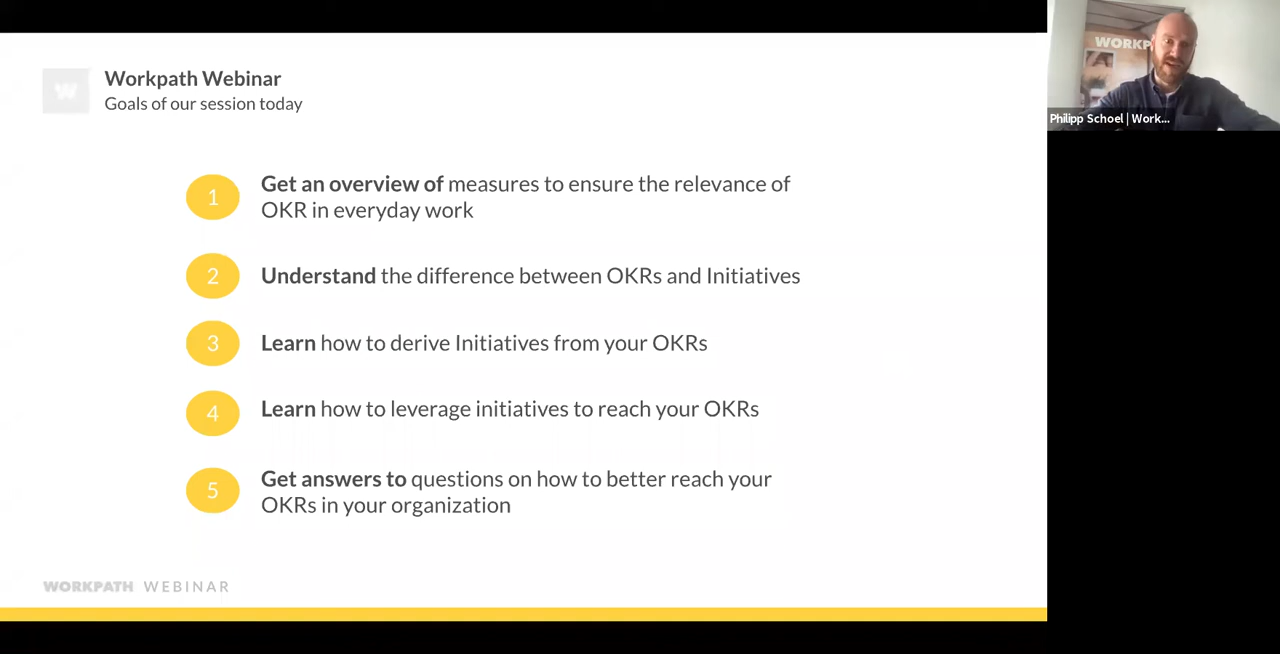 Workpath Webinar
Goals of our session today
1
Get an overview of measures to ensure the relevance of
OKR in everyday work
2
Understand the difference between OKRs and Initiatives
3
Learn how to derive Initiatives from your OKRs
4
Learn how to leverage initiatives to reach your OKRs
5
Get answers to questions on how to better reach your
OKRs in your organization
WORKPATH WEBINAR
W
WORKP
Philipp Schoel | Work...